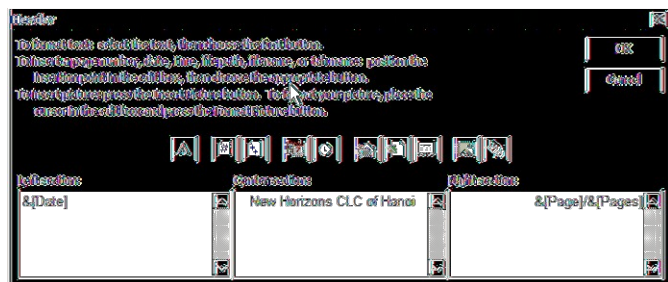 Header
To format text: select the text, then choose the font button.
To insert a page number, date, time, file path, filename, or tab name: position the
insertion point in the edit box, then choose the appropriate button.
To insert picture: press the Insert Picture button. To format your picture, place the
cursor in the edit box and press the Format Picture button.
OK
Cancel
Left section:
Center section:
Right section:
&[Date]
New Horizons CLC of Hanoi
&[Page]/&[Pages]